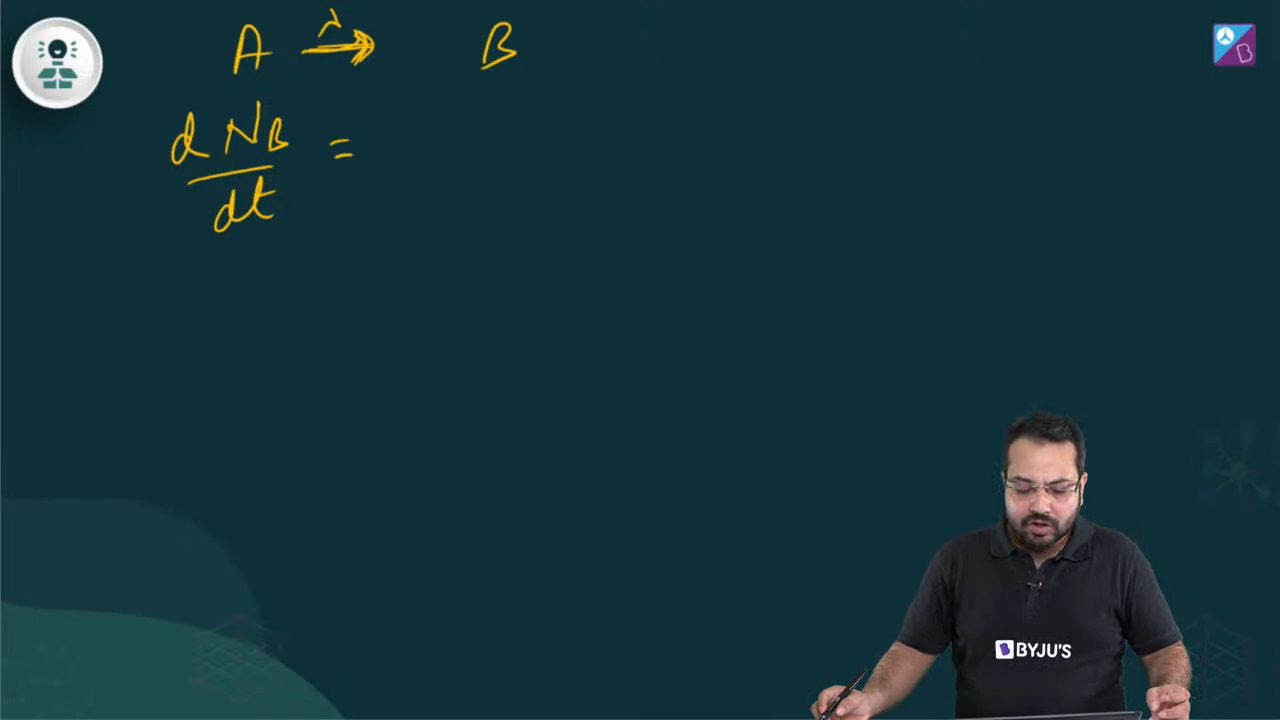 A λ→ B
dN_B/dt =
BYJU'S